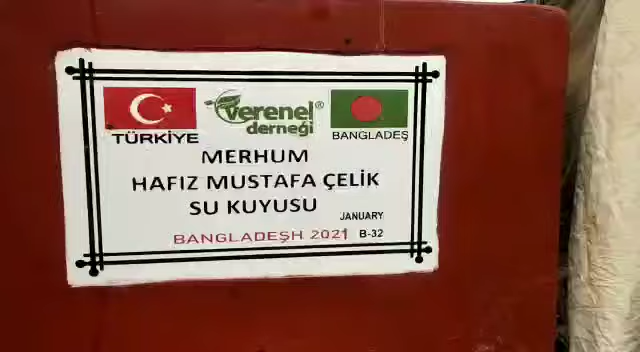 verenel®
derneği
TÜRKİYE
BANGLADEŞ
MERHUM
HAFIZ MUSTAFA ÇELİK
SU KUYUSU
JANUARY
BANGLADEŞH 2021 B-32